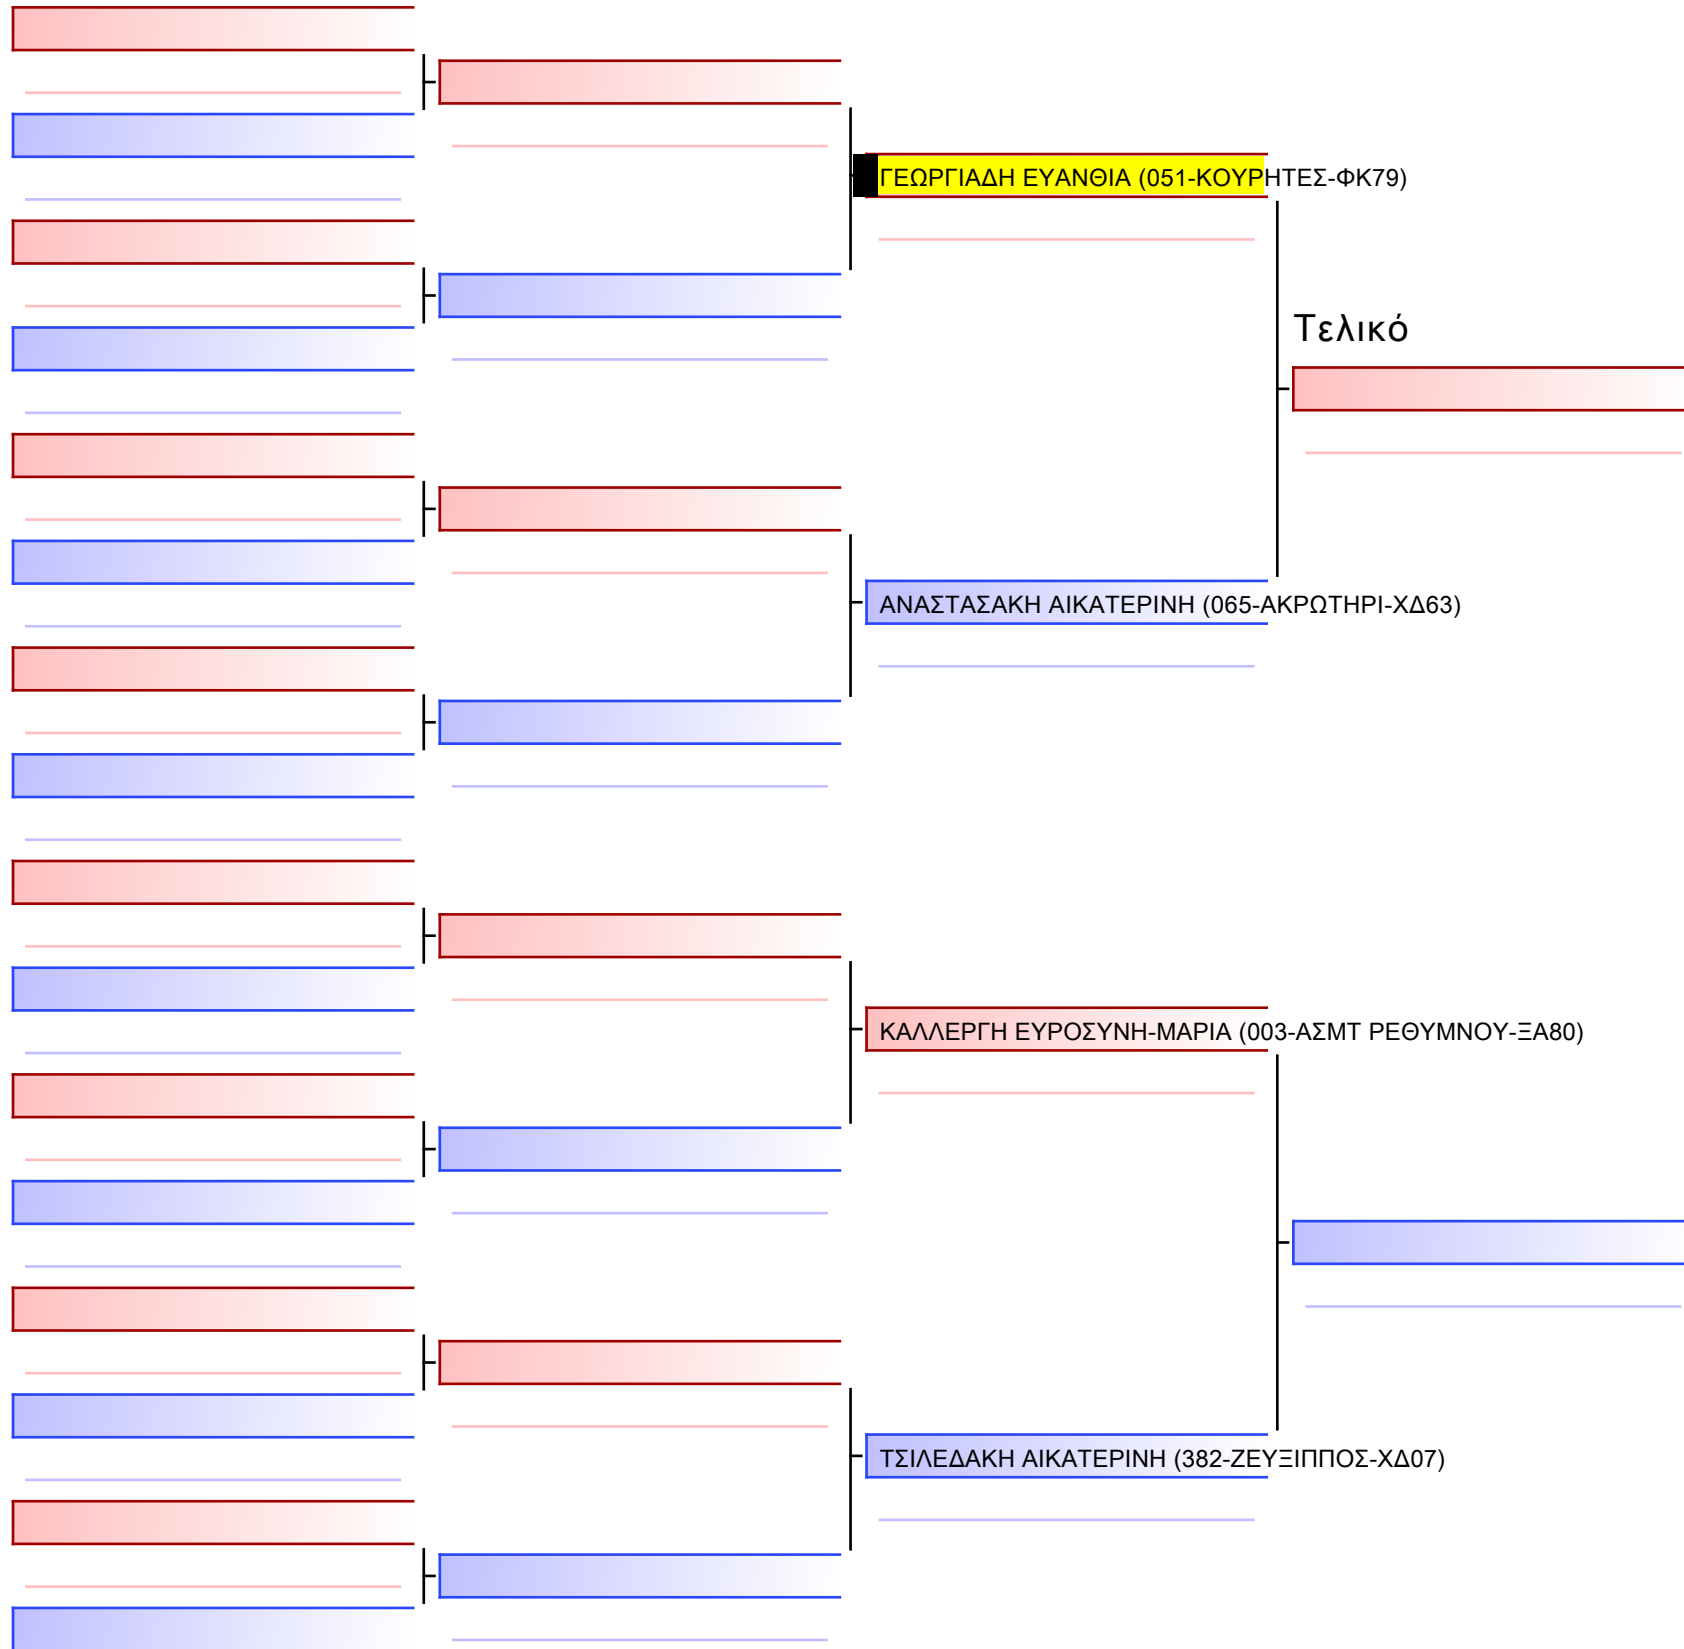 ΓΕΩΡΓΙΑΔΗ ΕΥΑΝΘΙΑ (051-ΚΟΥΡΗΤΕΣ-ΦΚ79)
Τελικό
ΑΝΑΣΤΑΣΑΚΗ ΑΙΚΑΤΕΡΙΝΗ (065-ΑΚΡΩΤΗΡΙ-ΧΔ63)
ΚΑΛΛΕΡΓΗ ΕΥΡΟΣΥΝΗ-ΜΑΡΙΑ (003-ΑΣΜΤ ΡΕΘΥΜΝΟΥ-ΞΑ80)
ΤΣΙΛΕΔΑΚΗ ΑΙΚΑΤΕΡΙΝΗ (382-ΖΕΥΞΙΠΠΟΣ-ΧΔ07)